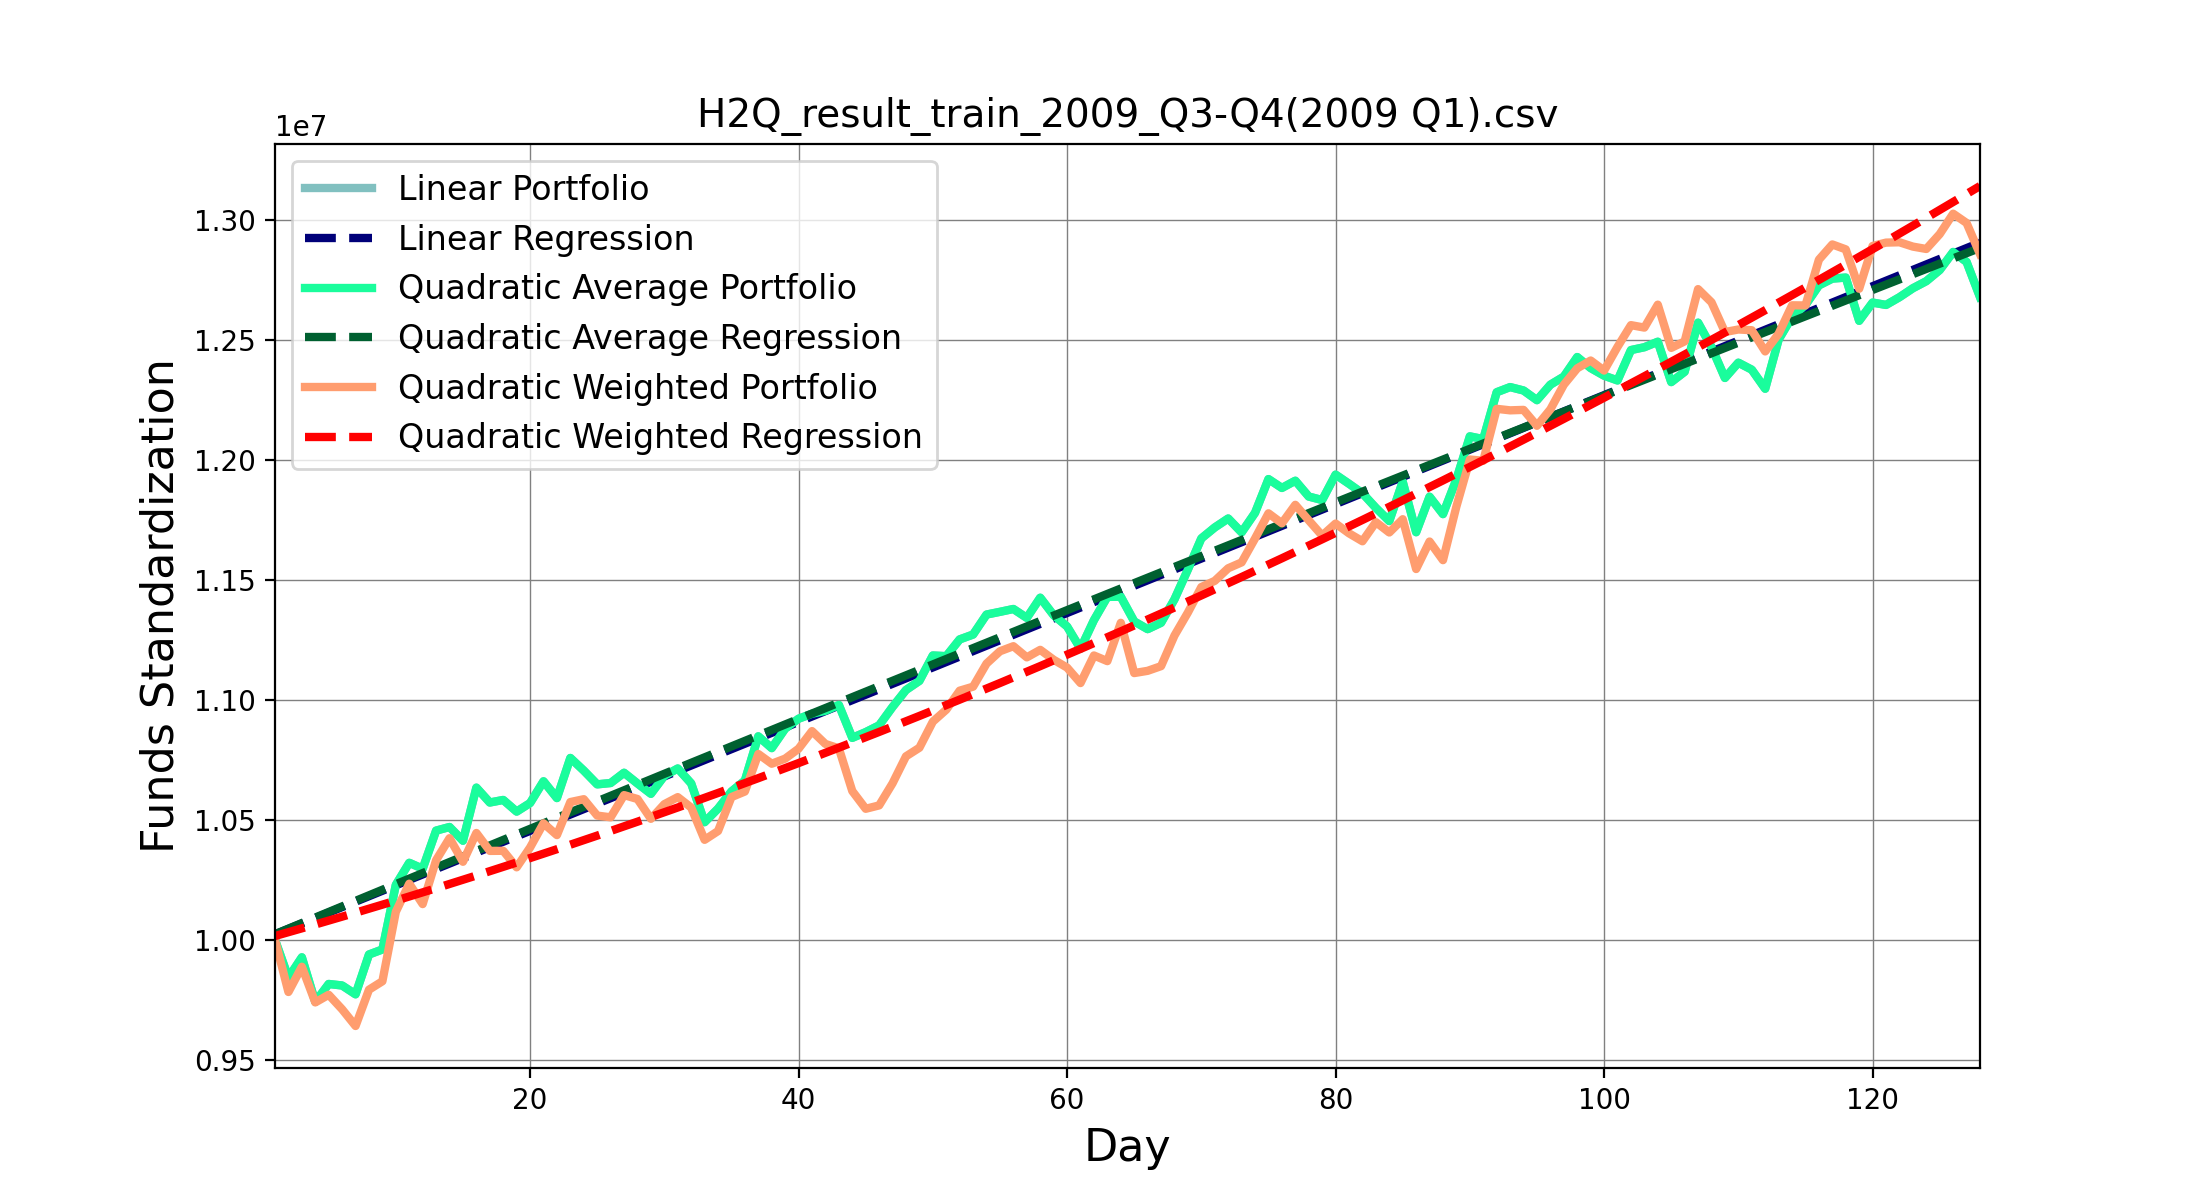 H2Q_result_train_2009_Q3-Q4(2009 Q1).csv
1e7
Linear Portfolio
Linear Regression
Quadratic Average Portfolio
Quadratic Average Regression
Quadratic Weighted Portfolio
Quadratic Weighted Regression
Funds Standardization
1.30
1.25
1.20
1.15
1.10
1.05
1.00
0.95
20 40 60 80 100 120
Day